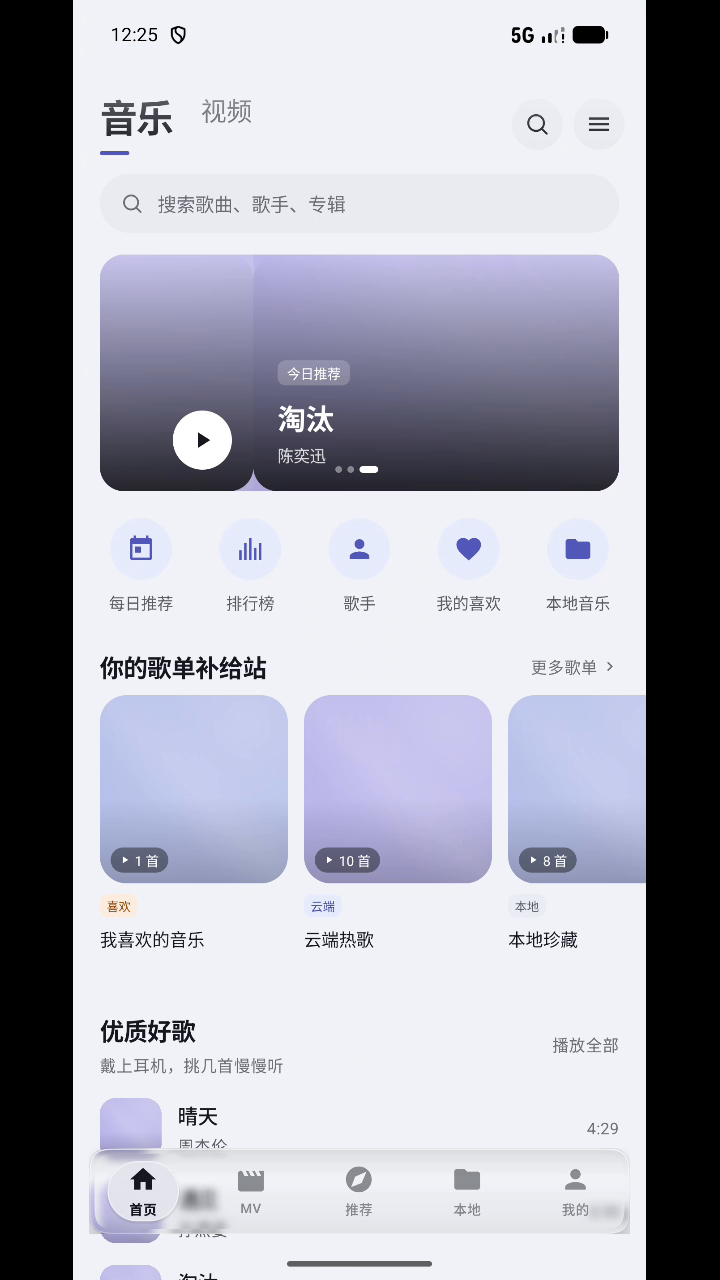 12:25
5G
音乐
视频
搜索歌曲、歌手、专辑
今日推荐
淘汰
陈奕迅
每日推荐
排行榜
歌手
我的喜欢
本地音乐
你的歌单补给站
更多歌单
1 首
10 首
8 首
喜欢
云端
本地
我喜欢的音乐
云端热歌
本地珍藏
优质好歌
播放全部
戴上耳机，挑几首慢慢听
晴天
4:29
周杰伦
首页
MV
推荐
本地
我的
淘汰